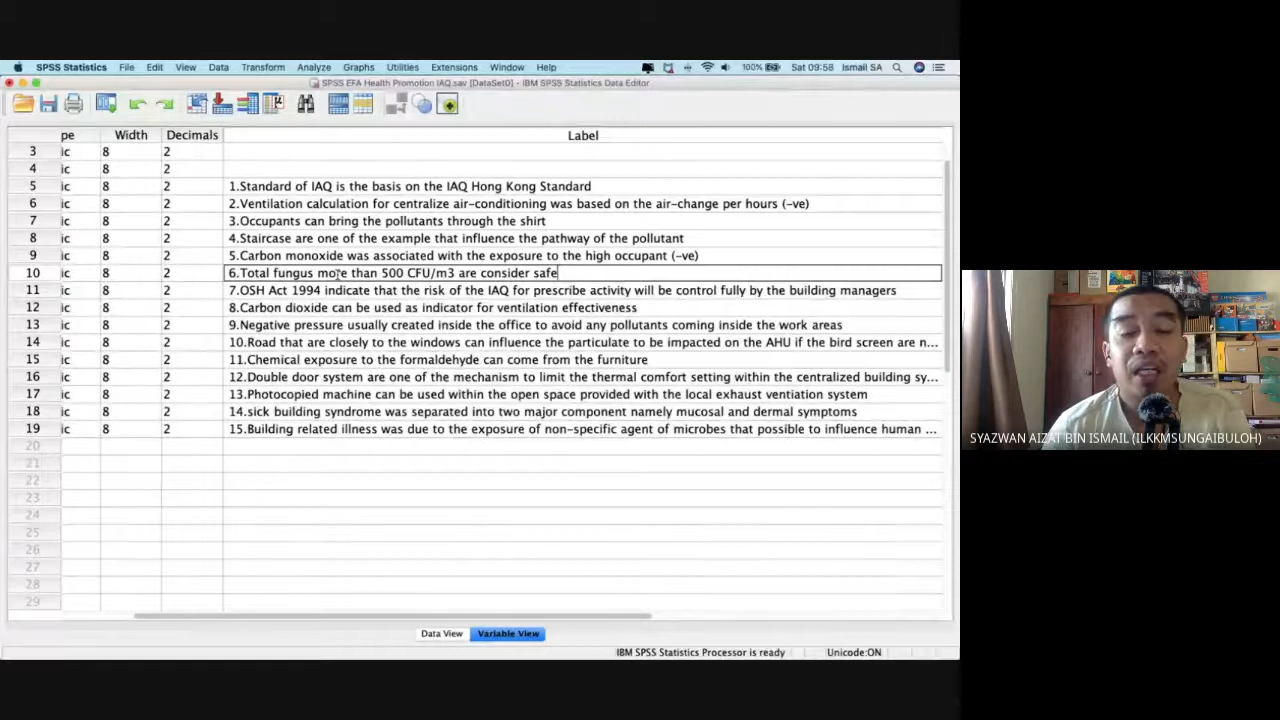 SPSS Statistics File Edit View Data Transform Analyze Graphs Utilities Extensions Window Help 100% Sat 09:58 Ismail SA
SPSS EFA Health Promotion IAQ.sav [DataSet0] - IBM SPSS Statistics Data Editor
pe Width Decimals Label
3 ic 8 2
4 ic 8 2
5 ic 8 2 1.Standard of IAQ is the basis on the IAQ Hong Kong Standard
6 ic 8 2 2.Ventilation calculation for centralize air-conditioning was based on the air-change per hours (-ve)
7 ic 8 2 3.Occupants can bring the pollutants through the shirt
8 ic 8 2 4.Staircase are one of the example that influence the pathway of the pollutant
9 ic 8 2 5.Carbon monoxide was associated with the exposure to the high occupant (-ve)
10 ic 8 2 6.Total fungus more than 500 CFU/m3 are consider safe
11 ic 8 2 7.OSH Act 1994 indicate that the risk of the IAQ for prescribe activity will be control fully by the building managers
12 ic 8 2 8.Carbon dioxide can be used as indicator for ventilation effectiveness
13 ic 8 2 9.Negative pressure usually created inside the office to avoid any pollutants coming inside the work areas
14 ic 8 2 10.Road that are closely to the windows can influence the particulate to be impacted on the AHU if the bird screen are n...
15 ic 8 2 11.Chemical exposure to the formaldehyde can come from the furniture
16 ic 8 2 12.Double door system are one of the mechanism to limit the thermal comfort setting within the centralized building sy...
17 ic 8 2 13.Photocopied machine can be used within the open space provided with the local exhaust ventilation system
18 ic 8 2 14.sick building syndrome was separated into two major component namely mucosal and dermal symptoms
19 ic 8 2 15.Building related illness was due to the exposure of non-specific agent of microbes that possible to influence human ...
20
21
22
23
24
25
26
27
28
29
Data View Variable View
IBM SPSS Statistics Processor is ready Unicode:ON
SYAZWAN AIZAT BIN ISMAIL (ILKKMSUNGAIBULOH)